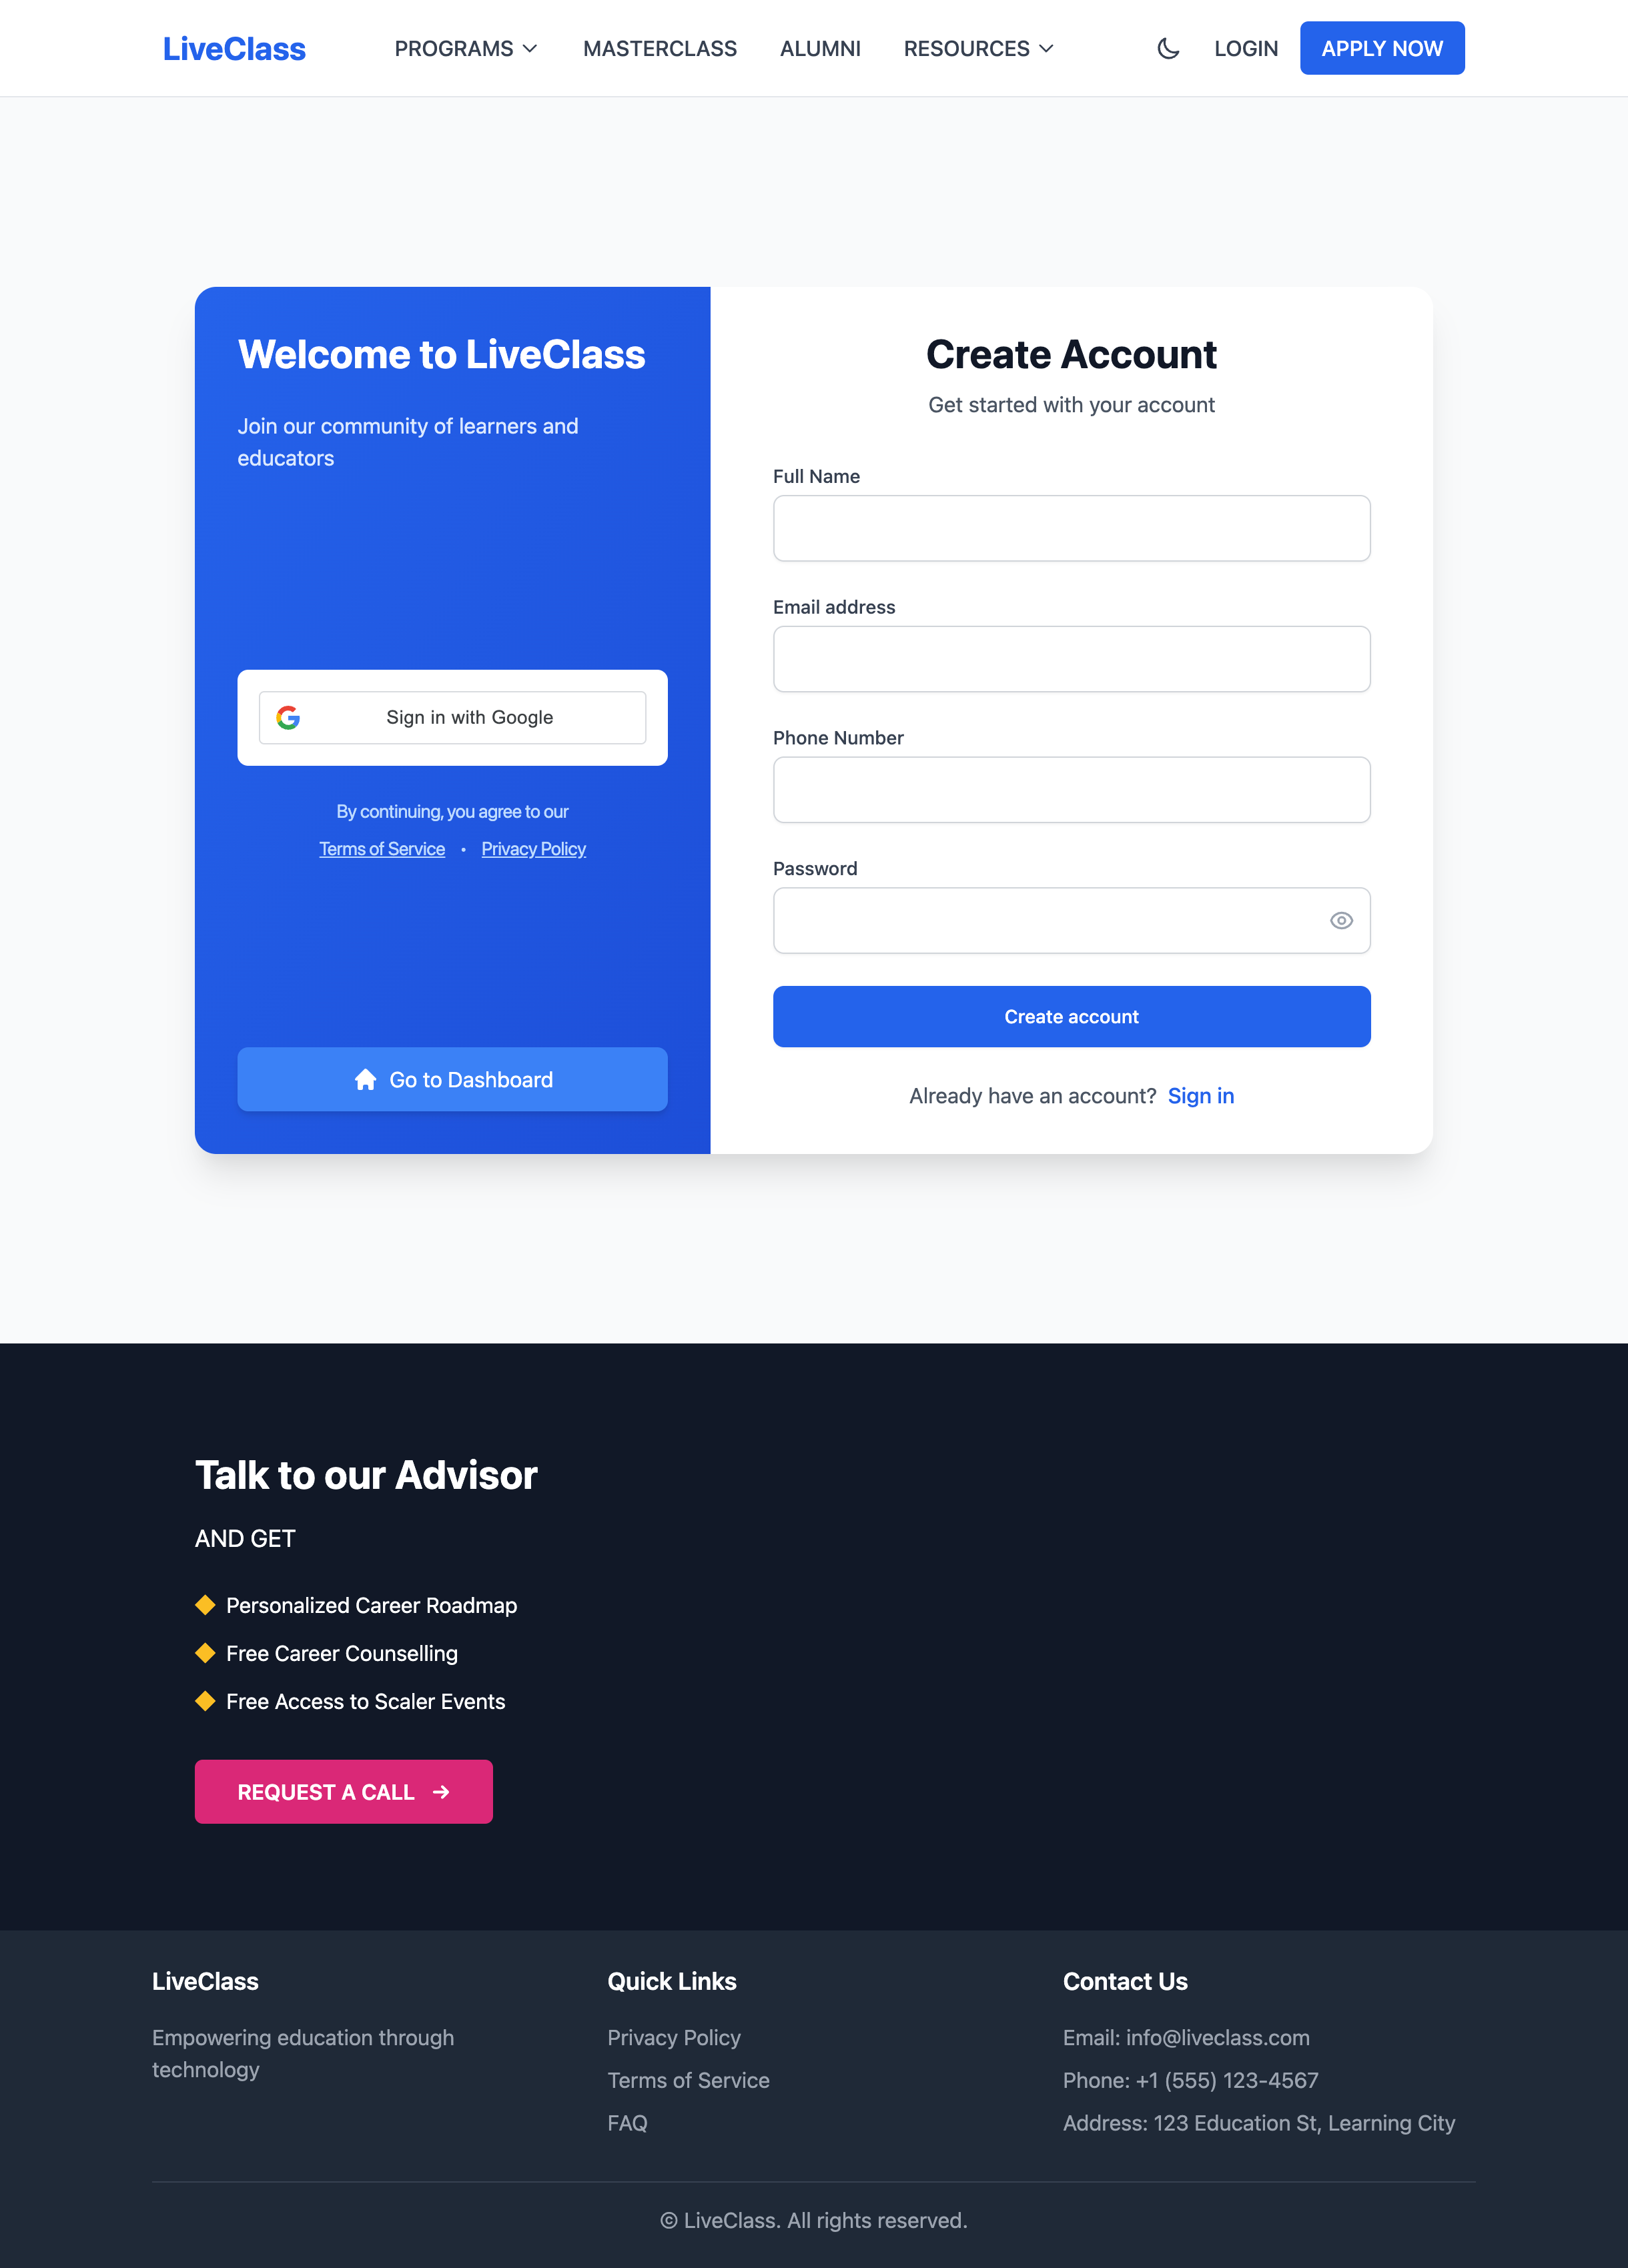 LiveClass
PROGRAMS
MASTERCLASS
ALUMNI
RESOURCES
LOGIN
APPLY NOW
Welcome to LiveClass
Join our community of learners and
educators
Sign in with Google
By continuing, you agree to our
Terms of Service • Privacy Policy
Go to Dashboard
Create Account
Get started with your account
Full Name
Email address
Phone Number
Password
Create account
Already have an account? Sign in
Talk to our Advisor
AND GET
Personalized Career Roadmap
Free Career Counselling
Free Access to Scaler Events
REQUEST A CALL →
LiveClass
Empowering education through
technology
Quick Links
Privacy Policy
Terms of Service
FAQ
Contact Us
Email: info@liveclass.com
Phone: +1 (555) 123-4567
Address: 123 Education St, Learning City
© LiveClass. All rights reserved.